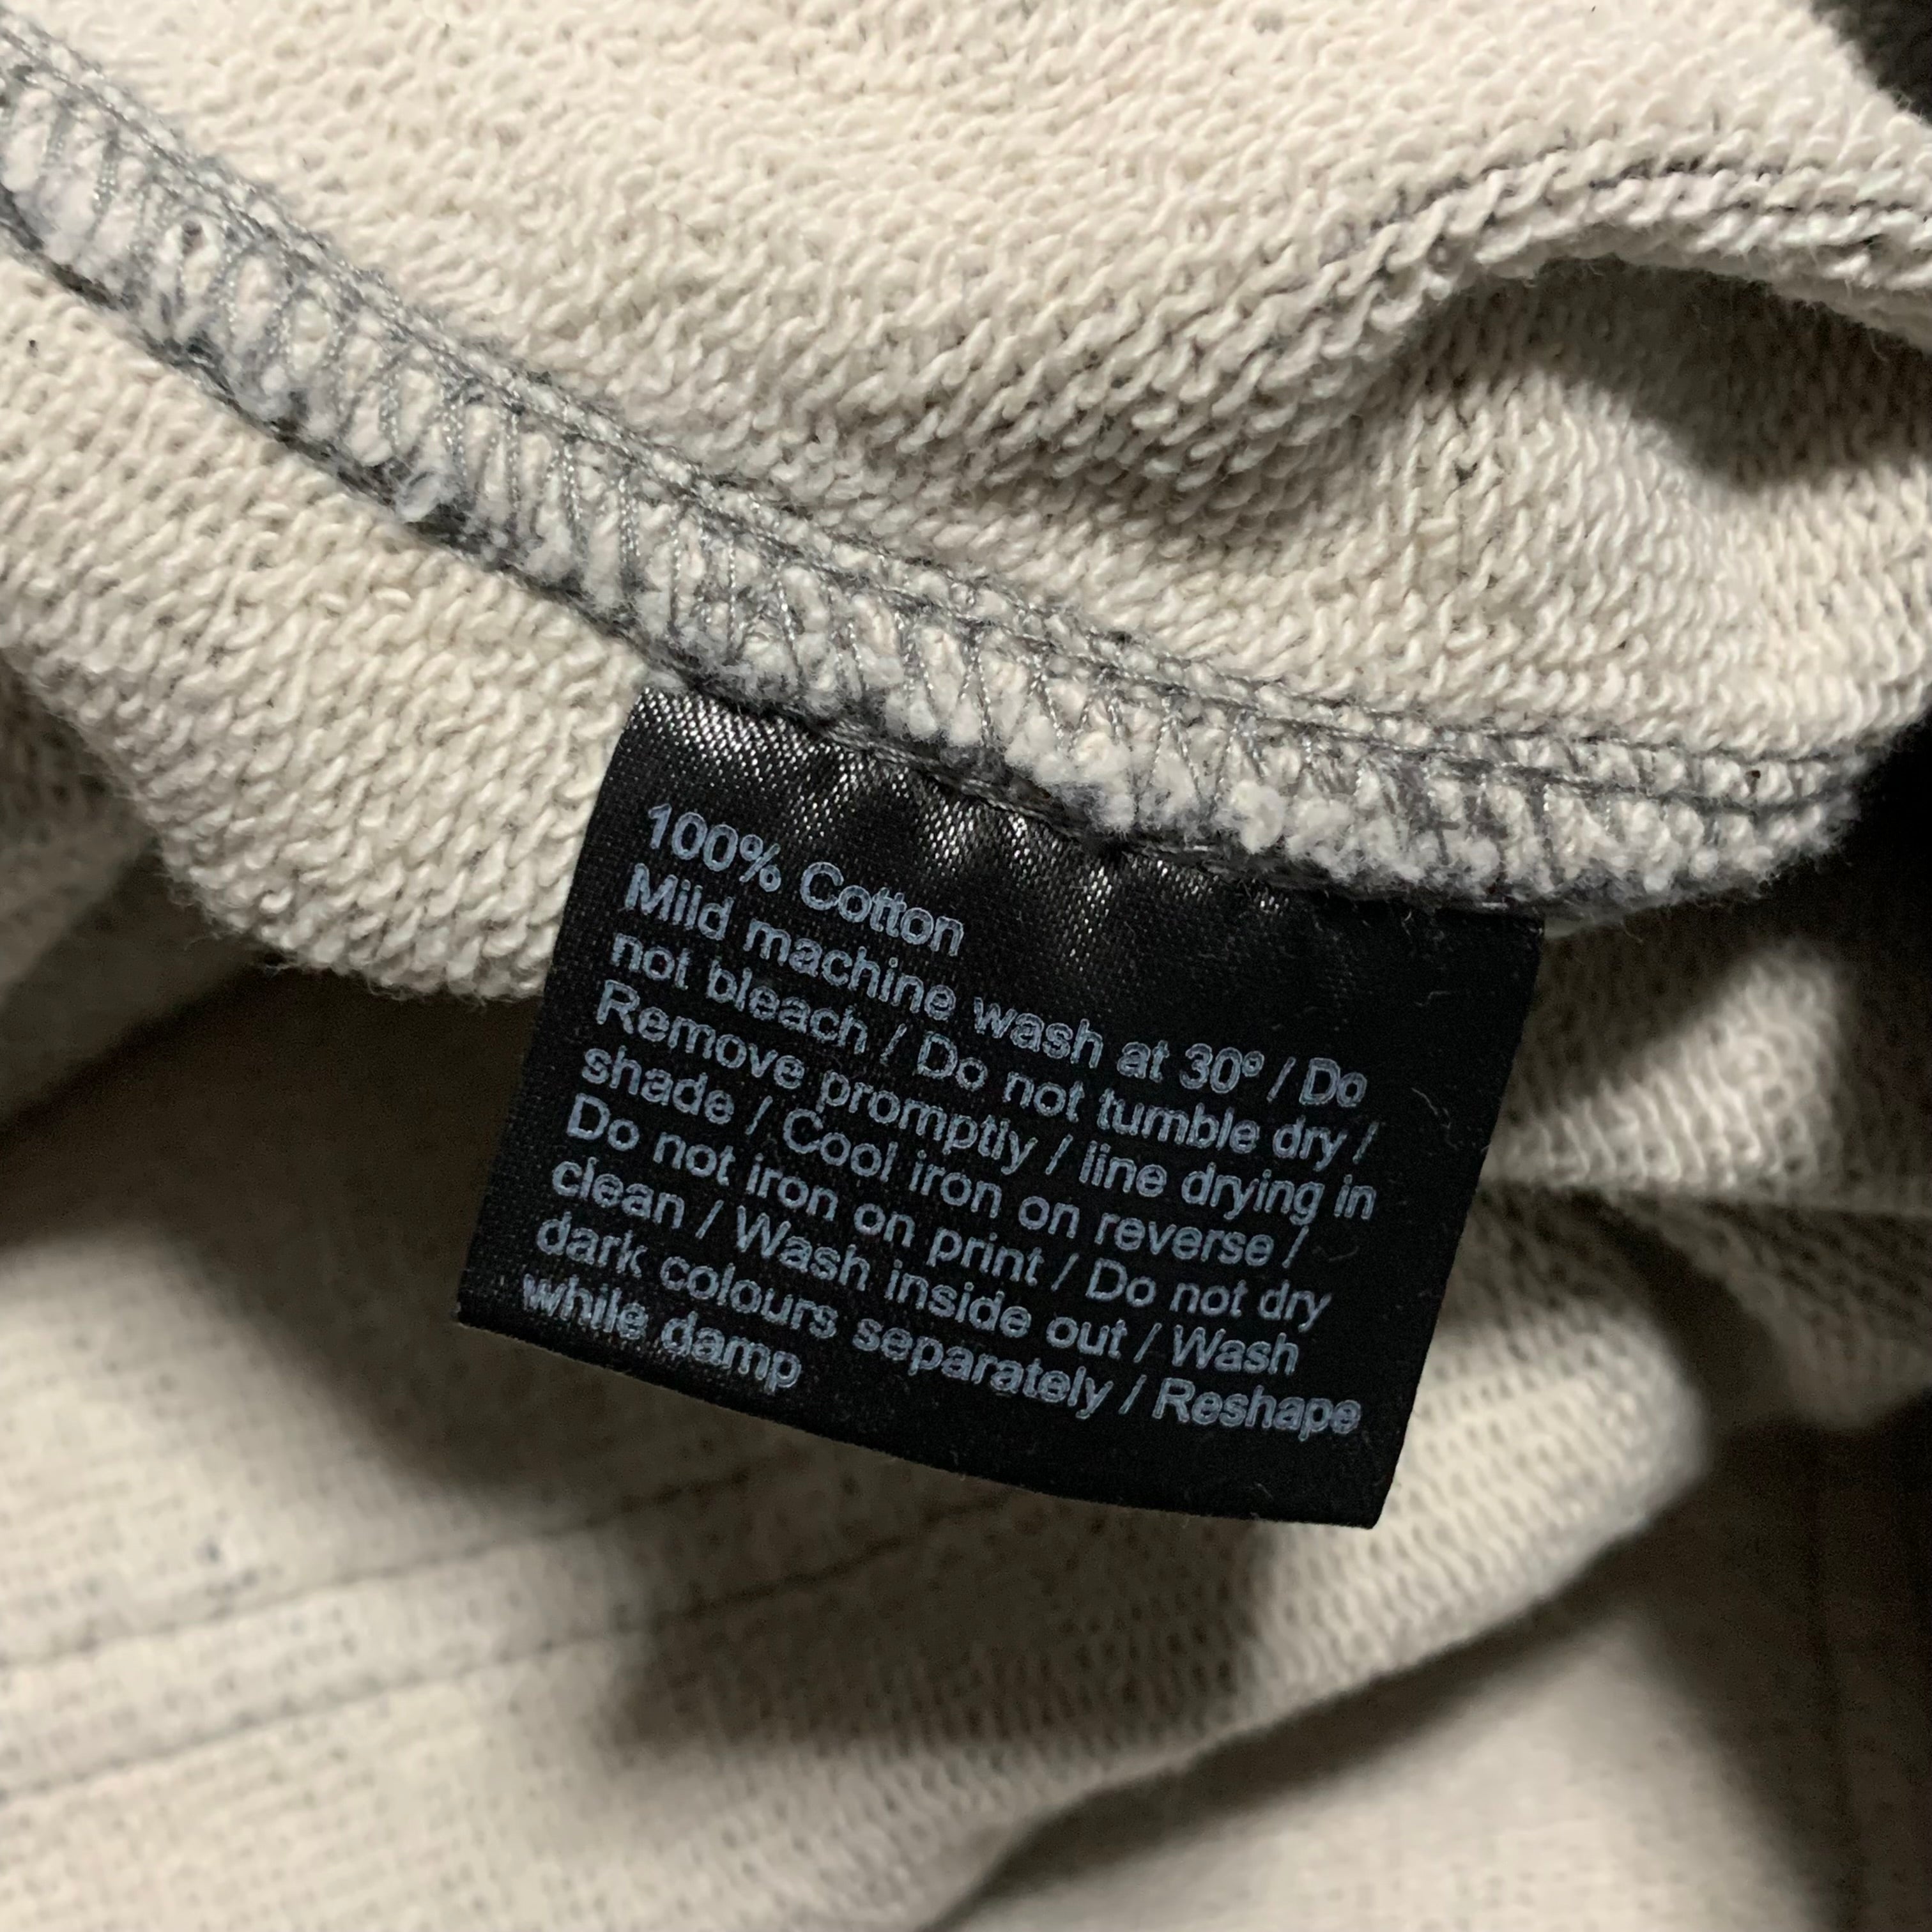 100% Cotton
Mild machine wash at 30º / Do
not bleach / Do not tumble dry /
Remove promptly / line drying in
shade / Cool iron on reverse /
Do not iron on print / Do not dry
clean / Wash inside out / Wash
dark colours separately / Reshape
while damp